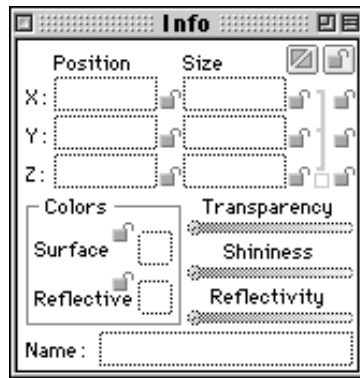 Info
Position Size
X:
Y:
Z:
Colors
Transparency
Surface
Shininess
Reflective
Reflectivity
Name: